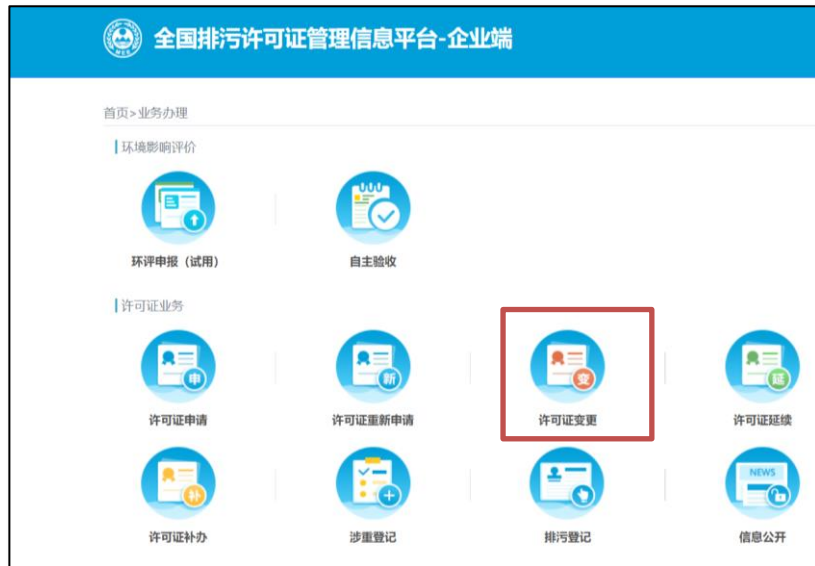 全国排污许可证管理信息平台-企业端
首页>业务办理
环境影响评价
环评申报（试用）
自主验收
许可证业务
申
新
变
延
许可证申请
许可证重新申请
许可证变更
许可证延续
补
NEWS
许可证补办
涉重登记
排污登记
信息公开